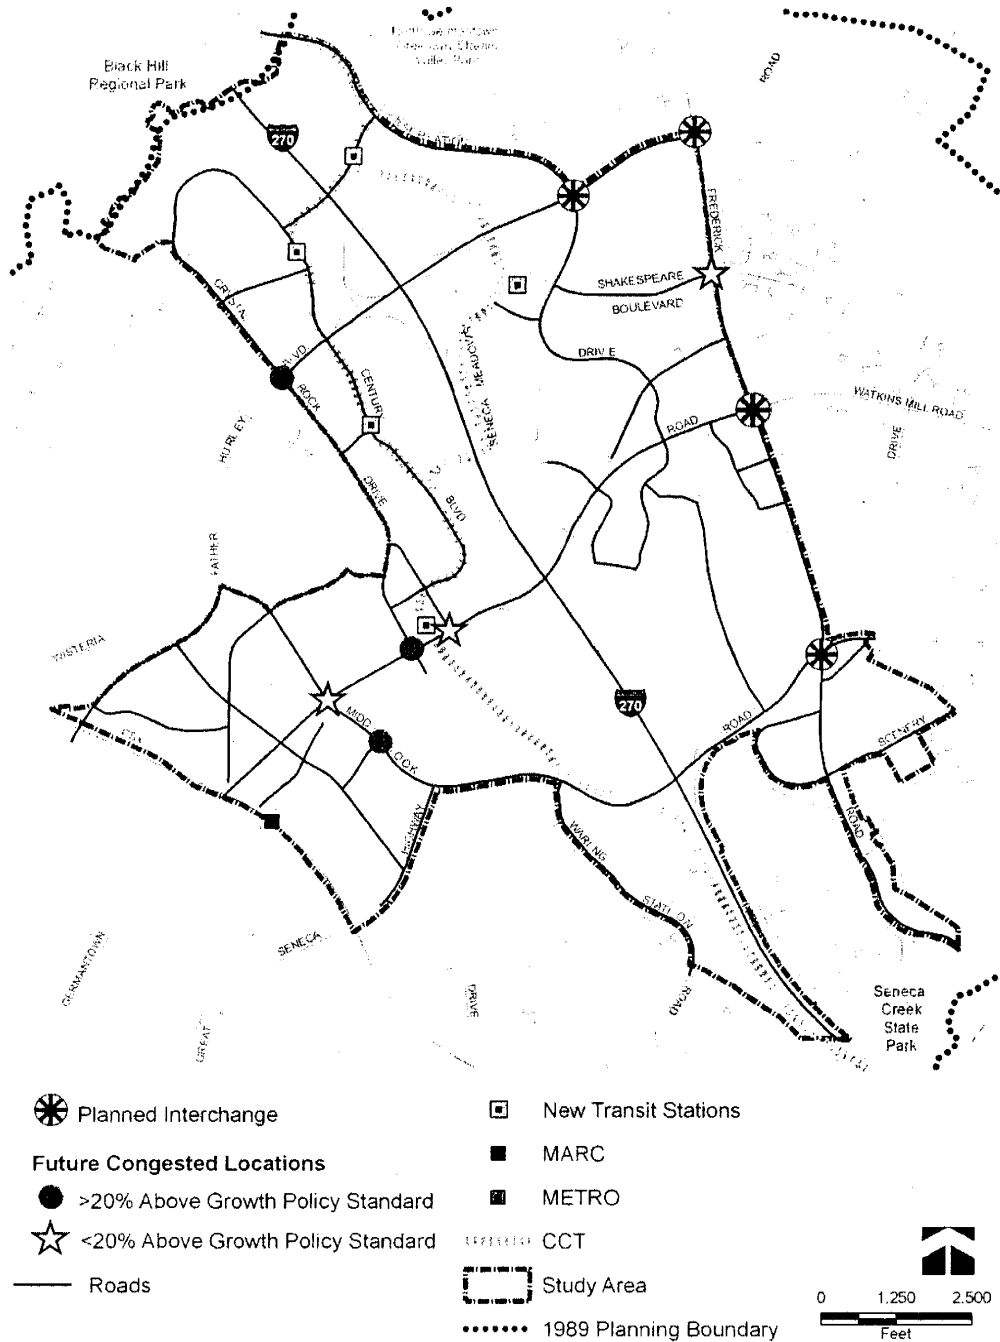 Black Hill
Regional Park
ROAD
270
FREDERICK
SHAKESPEARE
BOULEVARD
DRIVE
CRYSTAL
BLVD
ROCK
CENTURY
SENECA MEADOWS
ROAD
WATKINS MILL ROAD
DRIVE
HURLEY
DRIVE
BLVD
FATHER
WISTERIA
270
ROAD
SCENERY
HIGHWAY
ROAD
WARING
STATION
SENECA
GERMANTOWN
GREAT
DRIVE
ROAD
Seneca
Creek
State
Park
Planned Interchange
Future Congested Locations
>20% Above Growth Policy Standard
<20% Above Growth Policy Standard
Roads
New Transit Stations
MARC
METRO
CCT
Study Area
1989 Planning Boundary
0 1,250 2,500
Feet